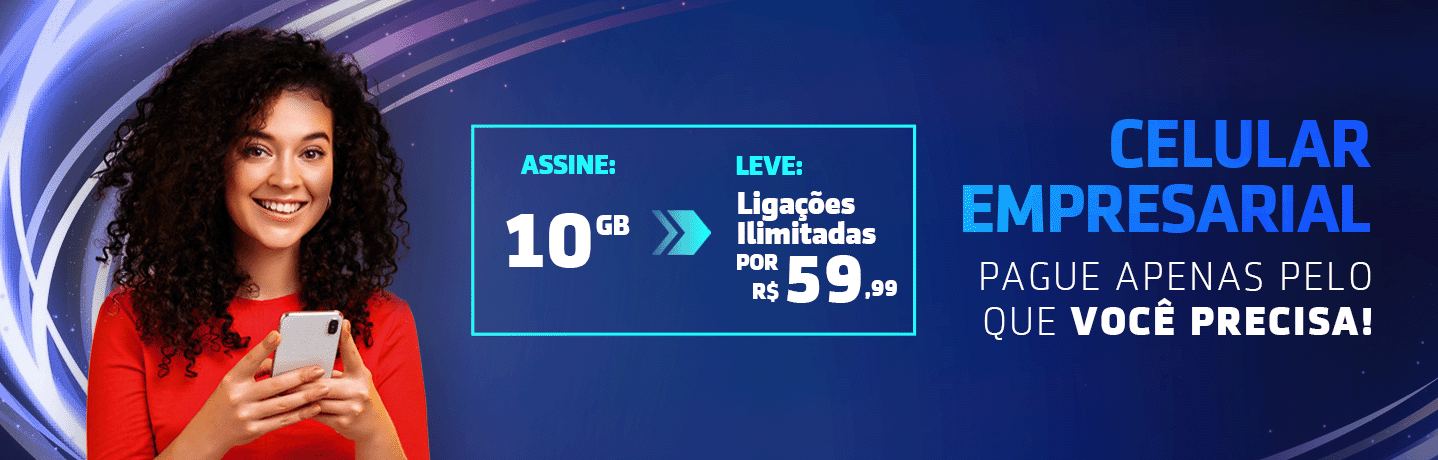 ASSINE:
10 GB
LEVE:
Ligações
Ilimitadas
POR
R$ 59,99
CELULAR
EMPRESARIAL
PAGUE APENAS PELO
QUE VOCÊ PRECISA!